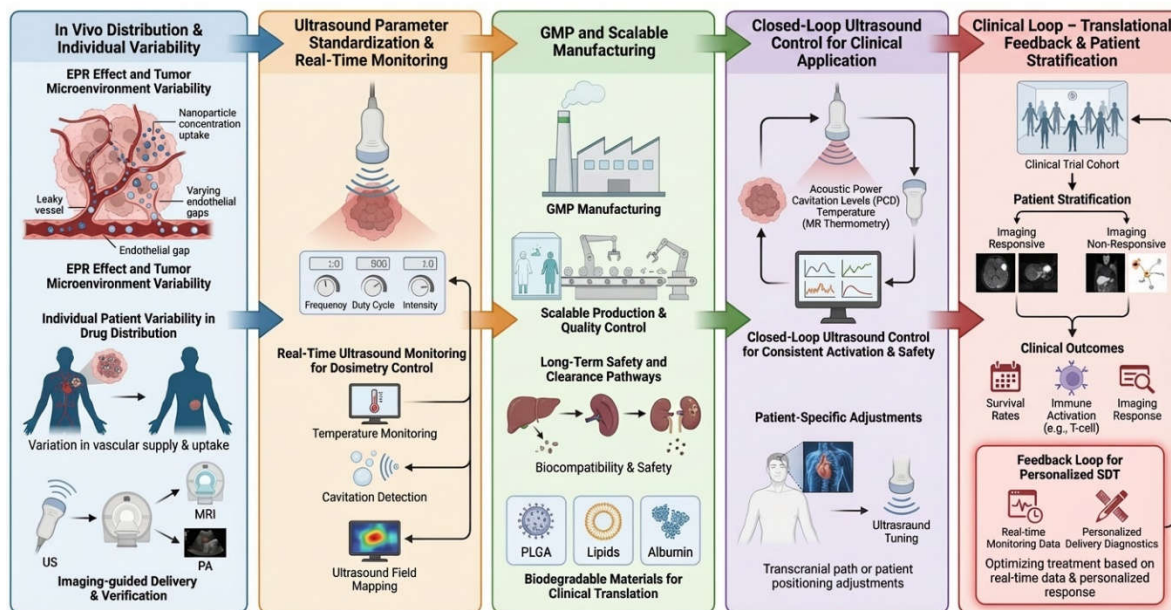 In Vivo Distribution &
Individual Variability
EPR Effect and Tumor
Microenvironment Variability
Nanoparticle
concentration
uptake
Leaky
vessel
Varying
endothelial
gaps
Endothelial gap
EPR Effect and Tumor
Microenvironment Variability
Individual Patient Variability in
Drug Distribution
Variation in vascular supply & uptake
US
MRI
PA
Imaging-guided Delivery
& Verification
Ultrasound Parameter
Standardization &
Real-Time Monitoring
1:0
900
1.0
Frequency
Duty Cycle
Intensity
Real-Time Ultrasound Monitoring
for Dosimetry Control
Temperature Monitoring
Cavitation Detection
Ultrasound Field
Mapping
GMP and Scalable
Manufacturing
GMP Manufacturing
Scalable Production &
Quality Control
Long-Term Safety and
Clearance Pathways
Biocompatibility & Safety
PLGA
Lipids
Albumin
Biodegradable Materials for
Clinical Translation
Closed-Loop Ultrasound
Control for Clinical
Application
Acoustic Power
Cavitation Levels (PCD)
Temperature
(MR Thermometry)
Closed-Loop Ultrasound Control
for Consistent Activation & Safety
Patient-Specific Adjustments
Ultrasraund
Tuning
Transcranial path or patient
positioning adjustments
Clinical Loop – Translational
Feedback & Patient
Stratification
Clinical Trial Cohort
Patient Stratification
Imaging
Responsive
Imaging
Non-Responsive
Clinical Outcomes
Survival
Rates
Immune
Activation
(e.g., T-cell)
Imaging
Response
Feedback Loop for
Personalized SDT
Real-time
Monitoring Data
Personalized
Delivery Diagnostics
Optimizing treatment based on
real-time data & personalized
response